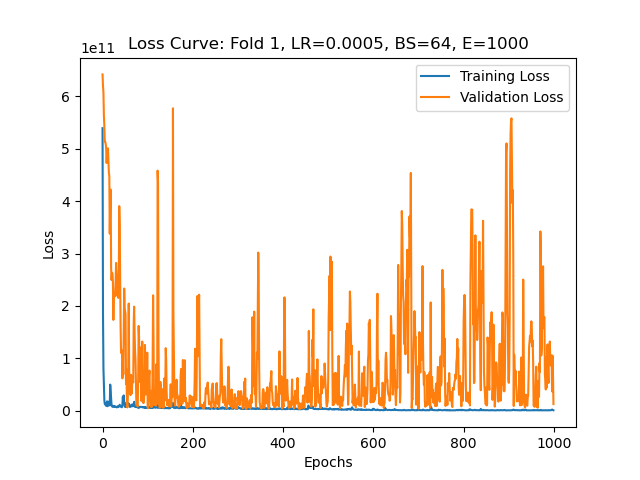 Loss Curve: Fold 1, LR=0.0005, BS=64, E=1000
1e11
Training Loss
Validation Loss
6
5
4
3
2
1
0
Loss
0 200 400 600 800 1000
Epochs